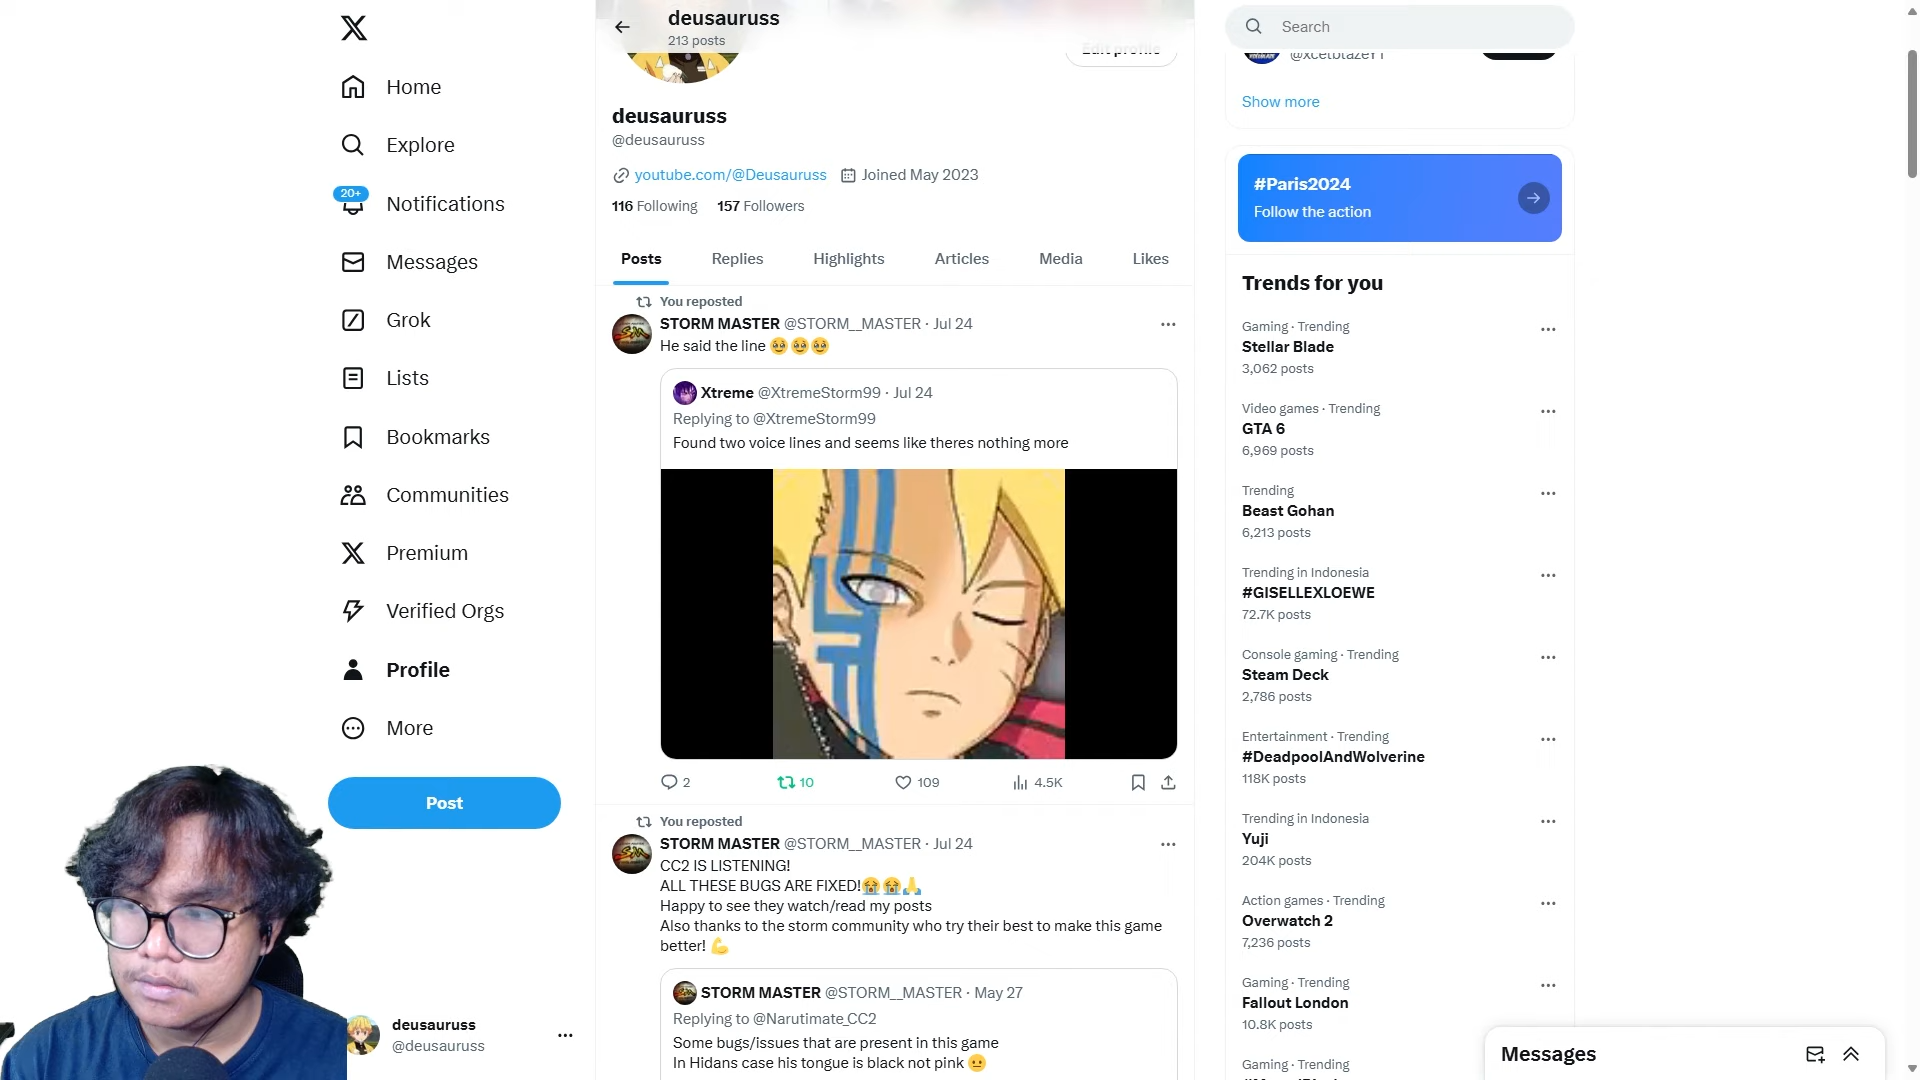 Home
Explore
20+
Notifications
Messages
Grok
Lists
Bookmarks
Communities
Premium
Verified Orgs
Profile
More
Post
deusauruss
@deusauruss
deusauruss
213 posts
Edit profile
deusauruss
@deusauruss
youtube.com/@Deusauruss Joined May 2023
116 Following 157 Followers
Posts Replies Highlights Articles Media Likes
You reposted
STORM MASTER @STORM__MASTER · Jul 24
He said the line 🥹🥹🥹
Xtreme @XtremeStorm99 · Jul 24
Replying to @XtremeStorm99
Found two voice lines and seems like theres nothing more
2 10 109 4.5K
You reposted
STORM MASTER @STORM__MASTER · Jul 24
CC2 IS LISTENING!
ALL THESE BUGS ARE FIXED!😭😭🙏
Happy to see they watch/read my posts
Also thanks to the storm community who try their best to make this game
better! 💪
STORM MASTER @STORM__MASTER · May 27
Replying to @Narutimate_CC2
Some bugs/issues that are present in this game
In Hidans case his tongue is black not pink 😐
Search
@xcelblazeYT
Show more
#Paris2024
Follow the action
Trends for you
Gaming · Trending
Stellar Blade
3,062 posts
Video games · Trending
GTA 6
6,969 posts
Trending
Beast Gohan
6,213 posts
Trending in Indonesia
#GISELLEXLOEWE
72.7K posts
Console gaming · Trending
Steam Deck
2,786 posts
Entertainment · Trending
#DeadpoolAndWolverine
118K posts
Trending in Indonesia
Yuji
204K posts
Action games · Trending
Overwatch 2
7,236 posts
Gaming · Trending
Fallout London
10.8K posts
Gaming · Trending
Messages